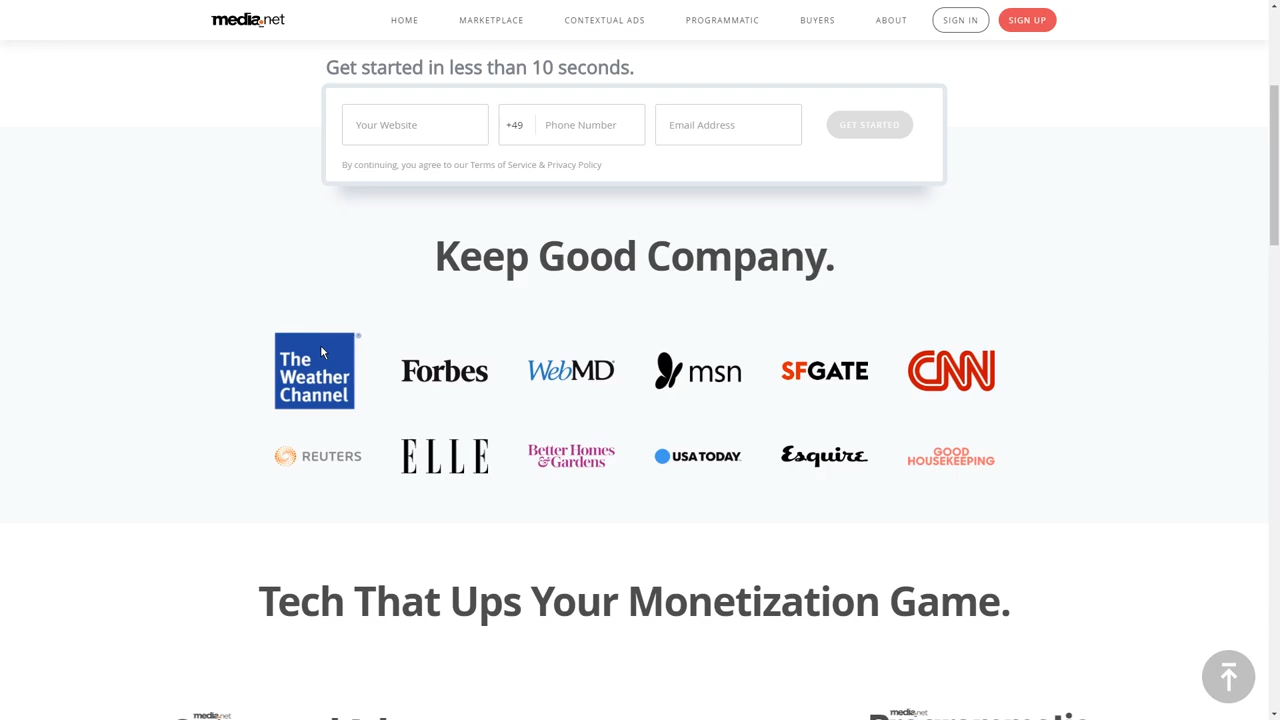 media.net HOME MARKETPLACE CONTEXTUAL ADS PROGRAMMATIC BUYERS ABOUT SIGN IN SIGN UP
Get started in less than 10 seconds.
Your Website +49 Phone Number Email Address GET STARTED
By continuing, you agree to our Terms of Service & Privacy Policy
Keep Good Company.
The
Weather
Channel
Forbes WebMD msn SFGATE CNN
REUTERS ELLE Better Homes
&Gardens
USA TODAY Esquire GOOD
HOUSEKEEPING
Tech That Ups Your Monetization Game.
media.net media.net
Programmatic